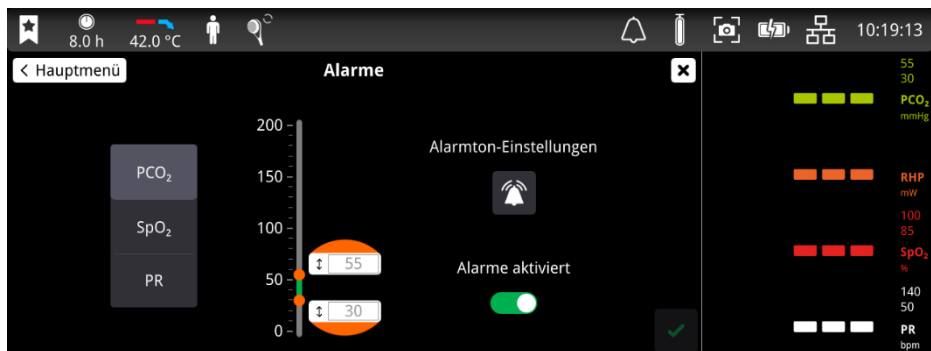 8.0 h
42.0 °C
10:19:13
< Hauptmenü
Alarme
PCO₂
SpO₂
PR
200
150
100
50
0
55
30
Alarmton-Einstellungen
Alarme aktiviert
55
30
PCO₂
mmHg
RHP
mW
100
85
SpO₂
%
140
50
PR
bpm